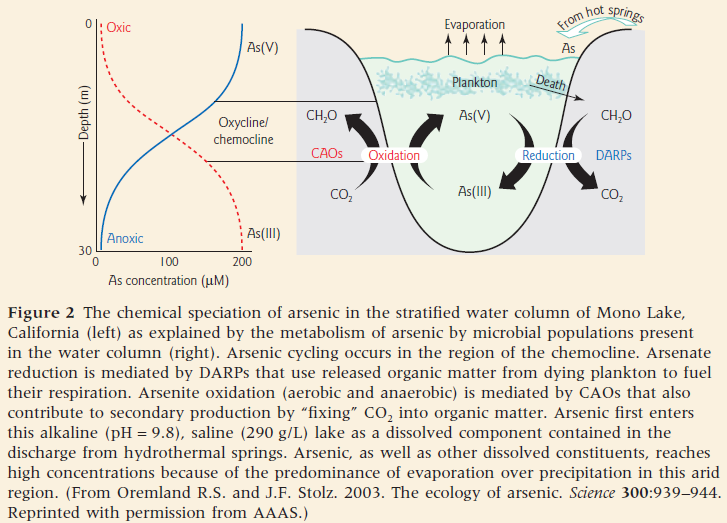 0
Oxic
As(V)
Depth (m)
Oxycline/
chemocline
Anoxic
As(III)
30
0
100
200
As concentration (μM)
Evaporation
From hot springs
As
Plankton
Death
CH₂O
As(V)
CH₂O
CAOs
Oxidation
Reduction
DARPs
CO₂
As(III)
CO₂
Figure 2 The chemical speciation of arsenic in the stratified water column of Mono Lake,
California (left) as explained by the metabolism of arsenic by microbial populations present
in the water column (right). Arsenic cycling occurs in the region of the chemocline. Arsenate
reduction is mediated by DARPs that use released organic matter from dying plankton to fuel
their respiration. Arsenite oxidation (aerobic and anaerobic) is mediated by CAOs that also
contribute to secondary production by “fixing” CO₂ into organic matter. Arsenic first enters
this alkaline (pH = 9.8), saline (290 g/L) lake as a dissolved component contained in the
discharge from hydrothermal springs. Arsenic, as well as other dissolved constituents, reaches
high concentrations because of the predominance of evaporation over precipitation in this arid
region. (From Oremland R.S. and J.F. Stolz. 2003. The ecology of arsenic. Science 300:939–944.
Reprinted with permission from AAAS.)